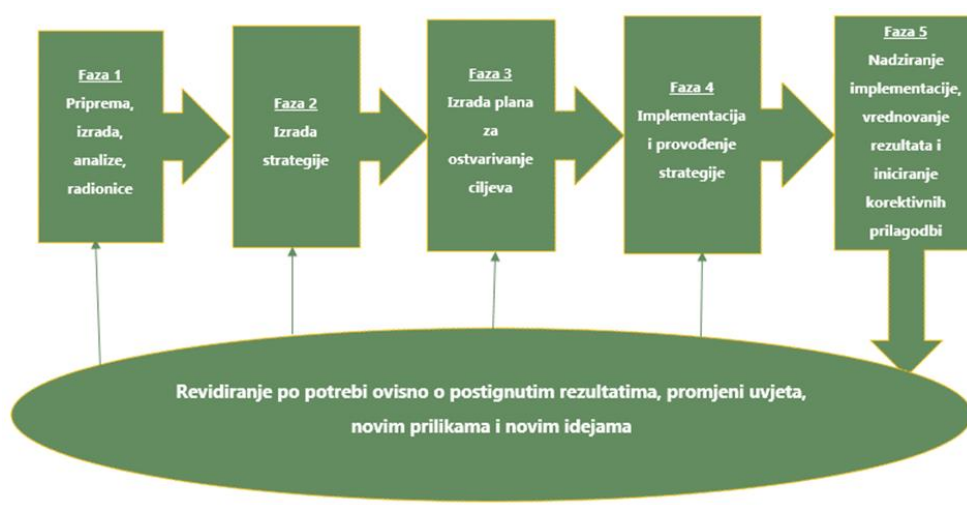 Faza 1
Priprema,
izrada,
analize,
radionice
Faza 2
Izrada
strategije
Faza 3
Izrada plana
za
ostvarivanje
ciljeva
Faza 4
Implementacija
i provođenje
strategije
Faza 5
Nadziranje
implementacije,
vrednovanje
rezultata i
iniciranje
korektivnih
prilagodbi
Revidiranje po potrebi ovisno o postignutim rezultatima, promjeni uvjeta,
novim prilikama i novim idejama